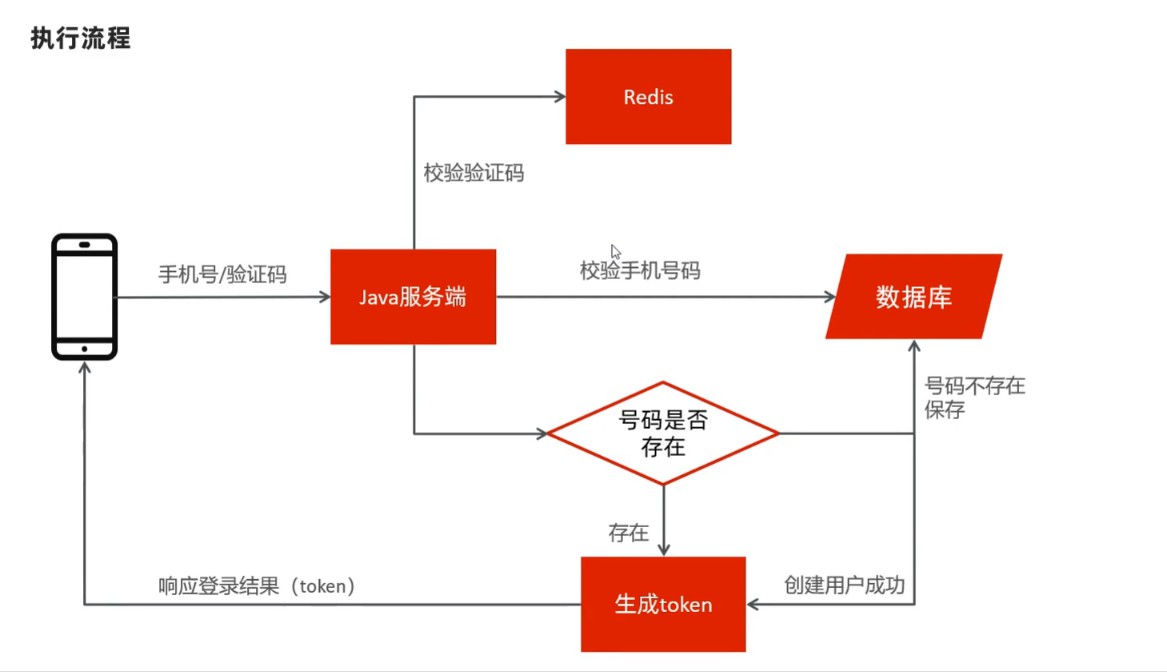 执行流程
Redis
校验验证码
手机号/验证码
Java服务端
校验手机号码
数据库
号码不存在
保存
号码是否
存在
存在
响应登录结果（token）
生成token
创建用户成功